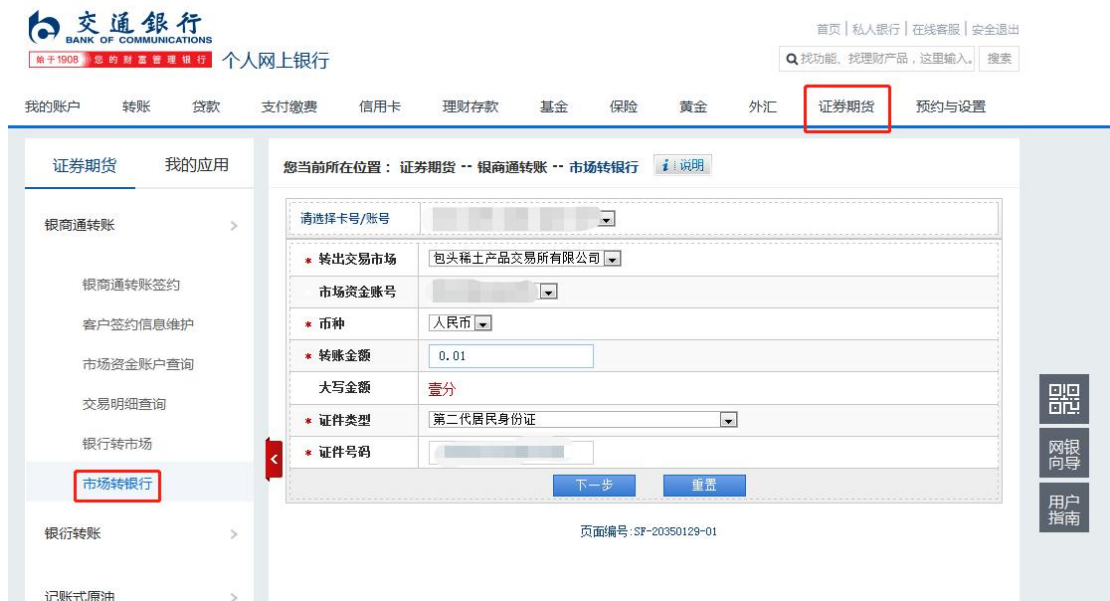 交通銀行
BANK OF COMMUNICATIONS
始于1908 您的财富管理银行 个人网上银行
首页 | 私人银行 | 在线客服 | 安全退出
找功能、找理财产品，这里输入。 搜索
我的账户 转账 贷款 支付缴费 信用卡 理财存款 基金 保险 黄金 外汇 证券期货 预约与设置
证券期货 我的应用
银商通转账 >
银商通转账签约
客户签约信息维护
市场资金账户查询
交易明细查询
银行转市场
市场转银行
银衍转账 >
记账式原油 >
您当前所在位置： 证券期货 -- 银商通转账 -- 市场转银行 i 说明
请选择卡号/账号
* 转出交易市场 包头稀土产品交易所有限公司
市场资金账号
* 币种 人民币
* 转账金额 0.01
大写金额 壹分
* 证件类型 第二代居民身份证
* 证件号码
下一步 重置
页面编号:SF-20350129-01
<
网银
向导
用户
指南